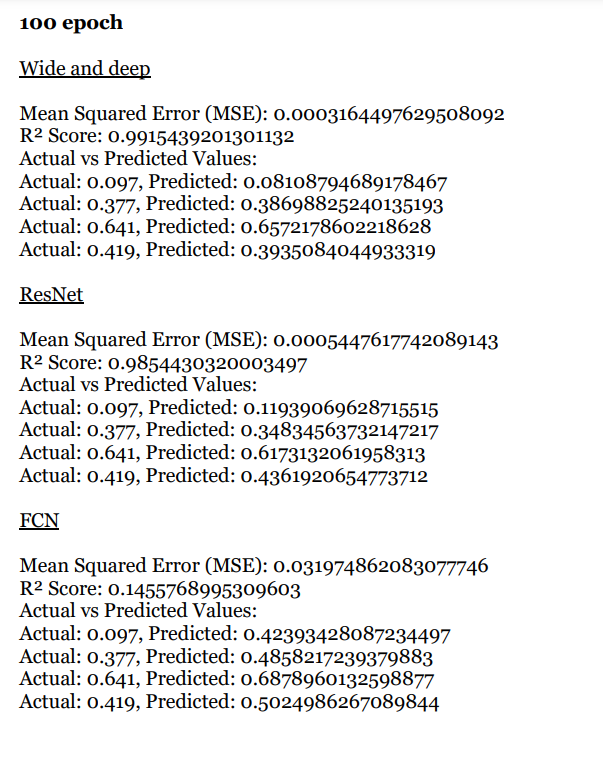 100 epoch
Wide and deep
Mean Squared Error (MSE): 0.0003164497629508092
R² Score: 0.9915439201301132
Actual vs Predicted Values:
Actual: 0.097, Predicted: 0.08108794689178467
Actual: 0.377, Predicted: 0.38698825240135193
Actual: 0.641, Predicted: 0.6572178602218628
Actual: 0.419, Predicted: 0.3935084044933319
ResNet
Mean Squared Error (MSE): 0.0005447617742089143
R² Score: 0.9854430320003497
Actual vs Predicted Values:
Actual: 0.097, Predicted: 0.11939069628715515
Actual: 0.377, Predicted: 0.34834563732147217
Actual: 0.641, Predicted: 0.6173132061958313
Actual: 0.419, Predicted: 0.4361920654773712
FCN
Mean Squared Error (MSE): 0.031974862083077746
R² Score: 0.1455768995309603
Actual vs Predicted Values:
Actual: 0.097, Predicted: 0.42393428087234497
Actual: 0.377, Predicted: 0.4858217239379883
Actual: 0.641, Predicted: 0.6878960132598877
Actual: 0.419, Predicted: 0.5024986267089844